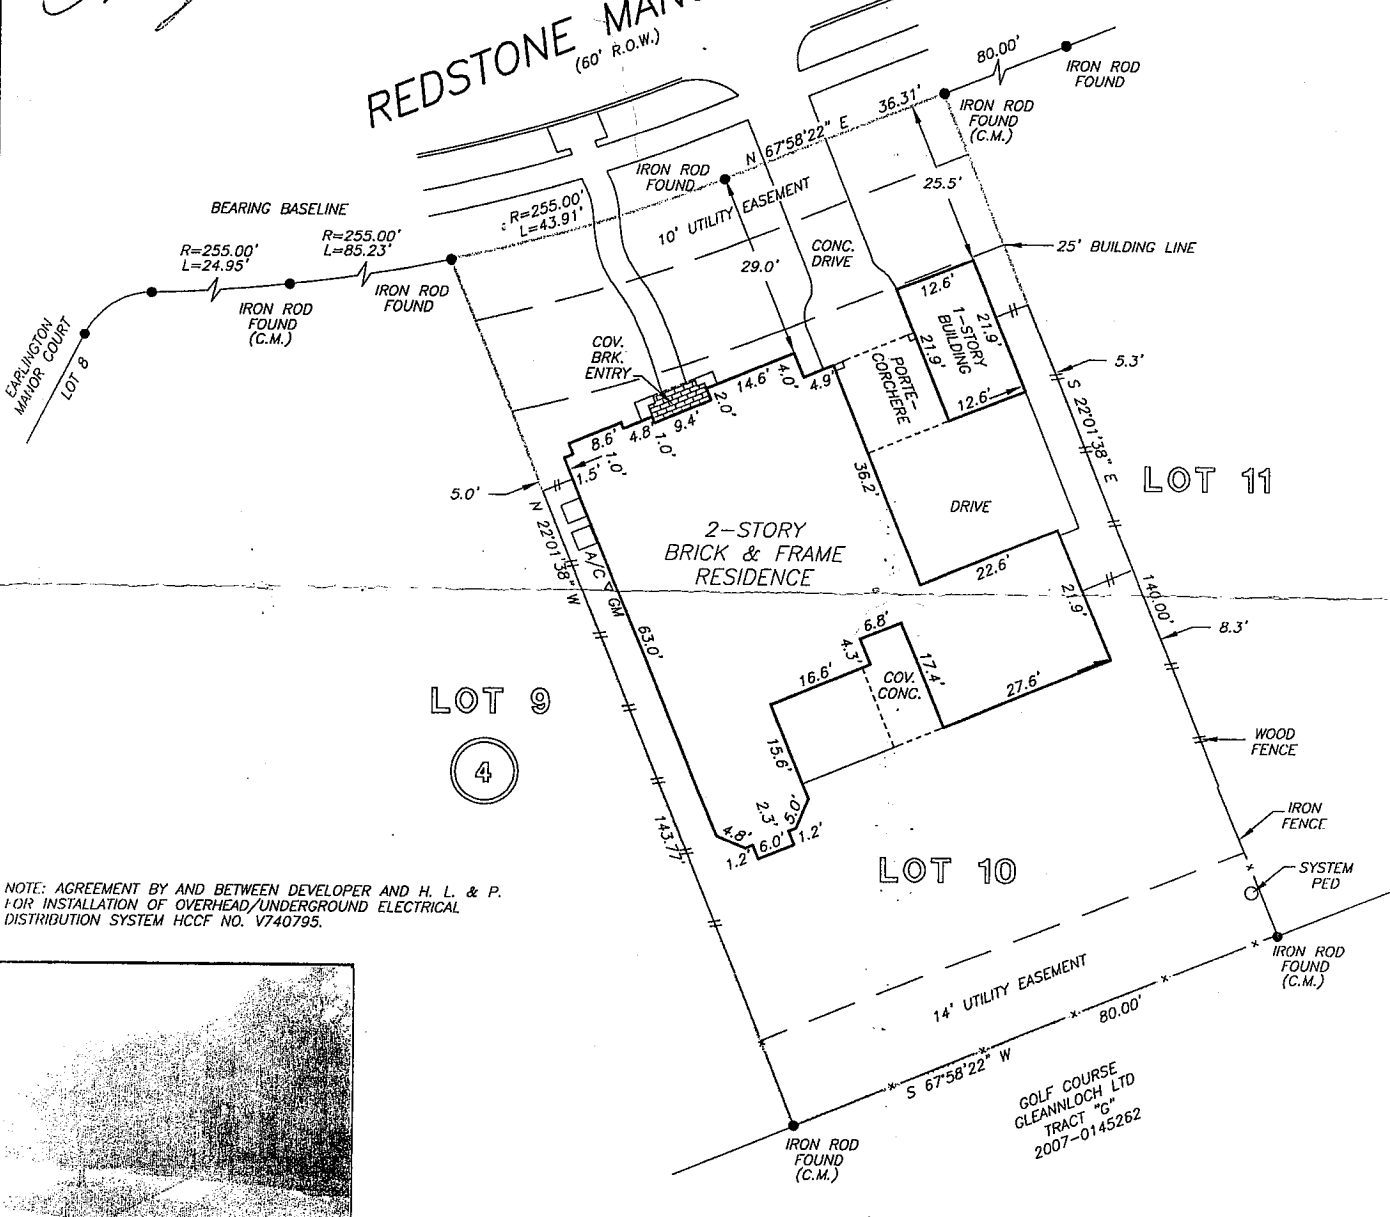 REDSTONE
(60' R.O.W.)
80.00'
IRON ROD
FOUND
IRON ROD
FOUND
(C.M.)
36.31'
N 67°58'22" E
IRON ROD
FOUND
25.5'
BEARING BASELINE
R=255.00'
L=24.95'
R=255.00'
L=85.23'
R=255.00'
L=43.91'
10' UTILITY EASEMENT
29.0'
CONC.
DRIVE
25' BUILDING LINE
IRON ROD
FOUND
(C.M.)
IRON ROD
FOUND
EARLINGTON
MANOR COURT
LOT 8
12.6'
1-STORY
BUILDING
21.9'
21.9'
12.6'
COV.
BRK.
ENTRY
14.6'
4.0'
4.9'
PORTE-
CORCHERE
5.3'
S 22°01'38" E
2.0'
9.4'
1.0'
4.8'
8.6'
1.0'
1.5'
5.0'
N 22°01'38" W
36.2'
LOT 11
DRIVE
2-STORY
BRICK & FRAME
RESIDENCE
A/C
GM
22.6'
21.9'
140.00'
8.3'
63.0'
6.8'
4.3'
17.4'
16.6'
COV.
CONC.
27.6'
LOT 9
4
15.6'
WOOD
FENCE
IRON
FENCE
SYSTEM
PED
2.3'
5.0'
4.8'
1.2'
6.0'
1.2'
143.77'
LOT 10
NOTE: AGREEMENT BY AND BETWEEN DEVELOPER AND H. L. & P.
FOR INSTALLATION OF OVERHEAD/UNDERGROUND ELECTRICAL
DISTRIBUTION SYSTEM HCCF NO. V740795.
14' UTILITY EASEMENT
80.00'
S 67°58'22" W
IRON ROD
FOUND
(C.M.)
GOLF COURSE
GLEANNLOCH LTD
TRACT "G"
2007-0145262
IRON ROD
FOUND
(C.M.)